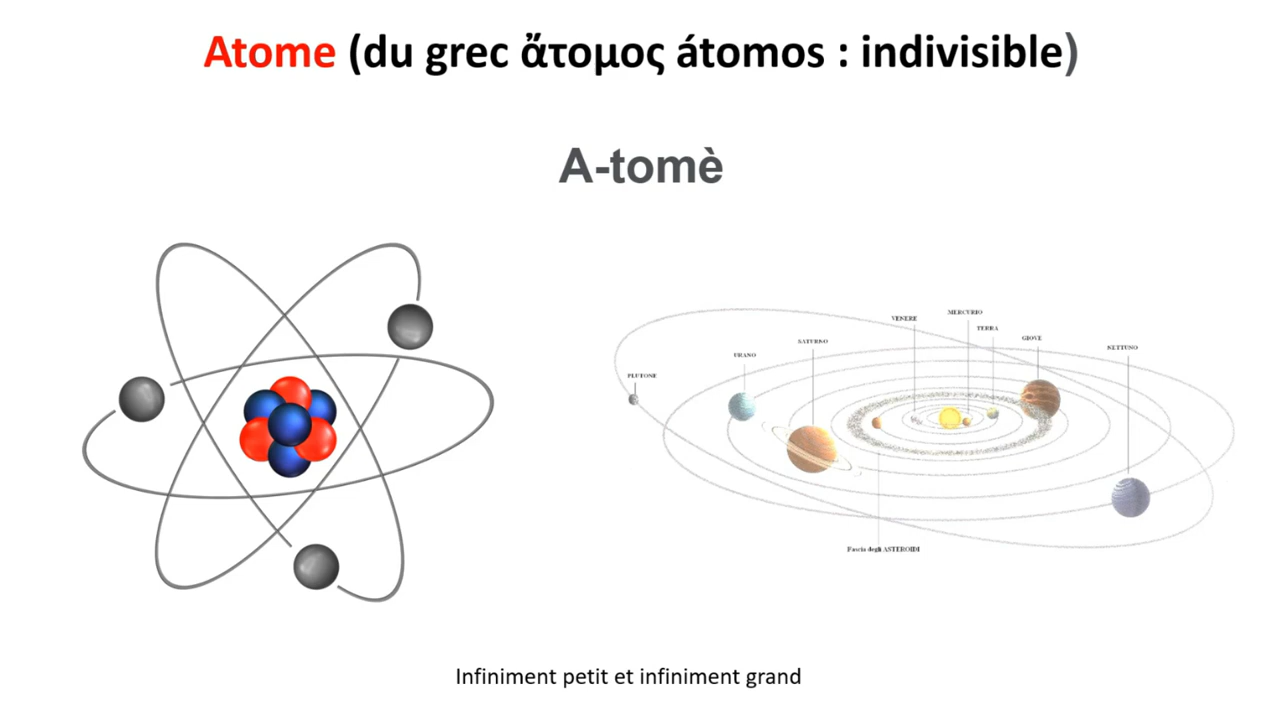 Atome (du grec ἄτομος átomos : indivisible)
A-tomè
MERCURIO
VENERE
TERRA
GIOVE
SATURNO
SETTUNO
URANO
PLUTONE
Fascia degli ASTEROIDI
Infiniment petit et infiniment grand